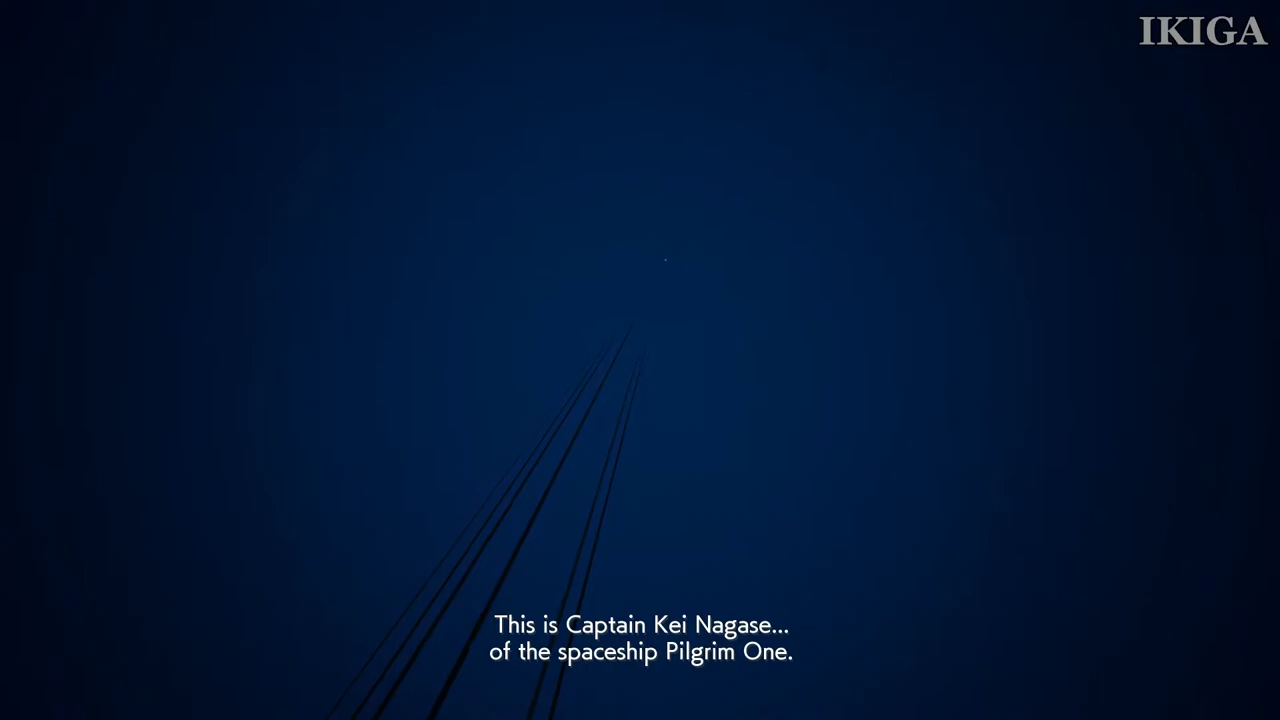 IKIGA
This is Captain Kei Nagase...
of the spaceship Pilgrim One.